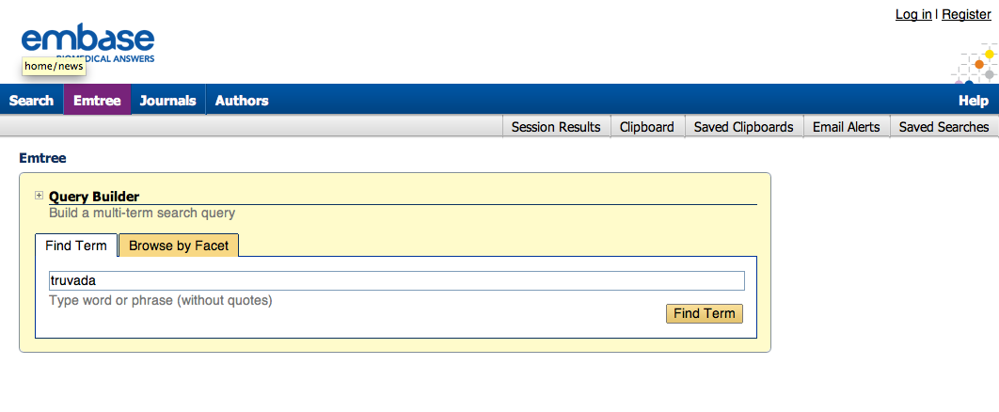 Log in | Register
embase
BIOMEDICAL ANSWERS
home/news
Search Emtree Journals Authors Help
Session Results Clipboard Saved Clipboards Email Alerts Saved Searches
Emtree
Query Builder
Build a multi-term search query
Find Term Browse by Facet
truvada
Type word or phrase (without quotes)
Find Term